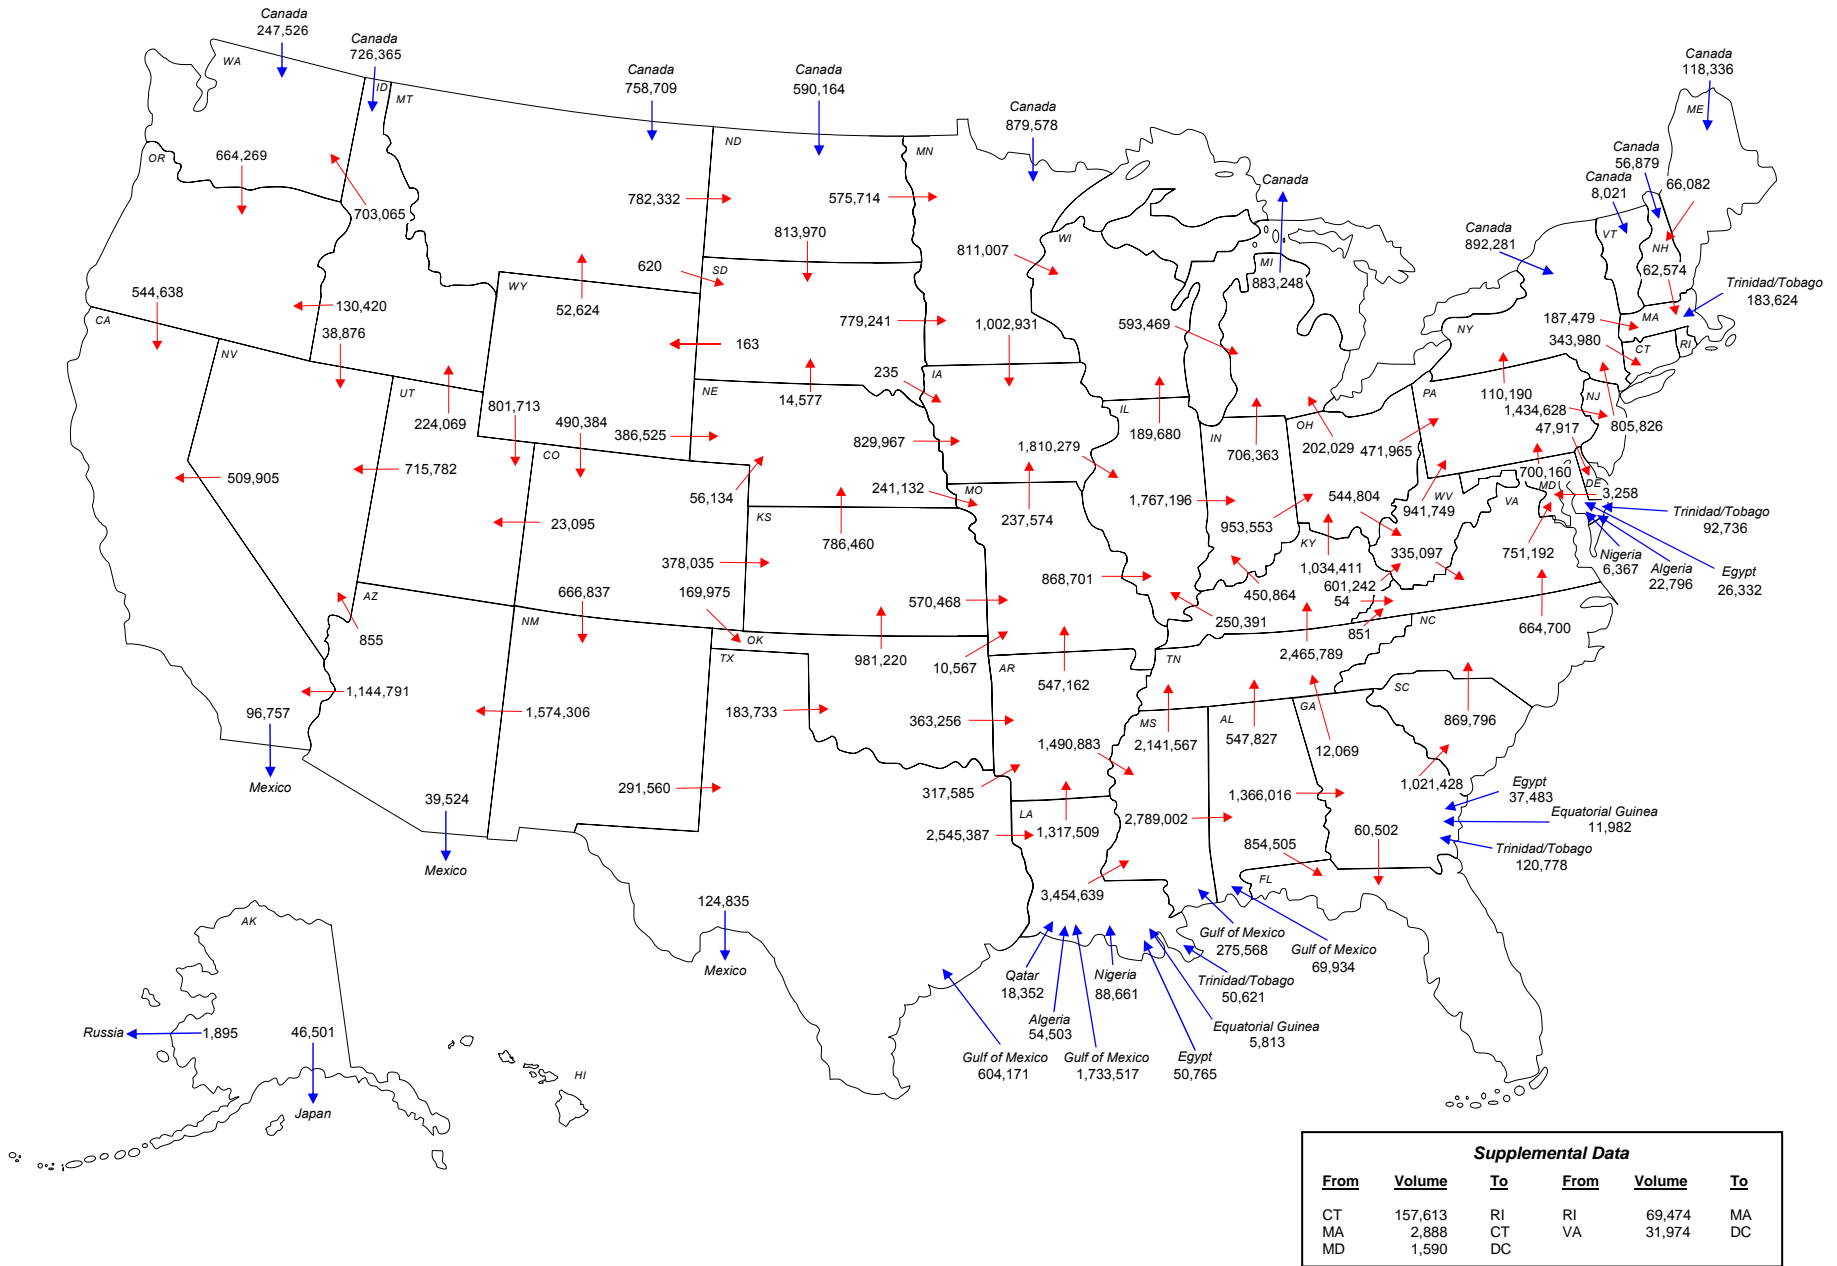 Canada
247,526
Canada
726,365
Canada
758,709
Canada
590,164
Canada
879,578
Canada
118,336
Canada
56,879
Canada
8,021
Canada
892,281
Canada
883,248
WA
ID
MT
ND
MN
ME
OR
664,269
703,065
782,332
575,714
813,970
620
SD
811,007
WI
MI
VT
NH
66,082
62,574
Trinidad/Tobago
183,624
544,638
130,420
38,876
WY
52,624
779,241
1,002,931
593,469
NY
187,479
MA
343,980
CT
RI
CA
NV
163
UT
224,069
NE
14,577
235
IA
IL
189,680
IN
706,363
OH
202,029
PA
110,190
NJ
1,434,628
805,826
47,917
801,713
490,384
386,525
829,967
1,810,279
471,965
700,160
CO
509,905
715,782
56,134
241,132
MO
237,574
1,767,196
953,553
544,804
941,749
WV
VA
MD
DE
3,258
Trinidad/Tobago
92,736
KS
23,095
786,460
378,035
KY
1,034,411
335,097
751,192
Nigeria
6,367
Algeria
22,796
Egypt
26,332
666,837
169,975
570,468
868,701
450,864
601,242
54
AZ
855
NM
OK
TX
981,220
10,567
AR
547,162
250,391
TN
2,465,789
851
NC
664,700
1,144,791
1,574,306
183,733
363,256
MS
2,141,567
AL
547,827
GA
12,069
SC
869,796
96,757
Mexico
39,524
Mexico
291,560
317,585
1,490,883
1,366,016
1,021,428
Egypt
37,483
Equatorial Guinea
11,982
Trinidad/Tobago
120,778
LA
2,545,387
1,317,509
2,789,002
854,505
60,502
FL
3,454,639
124,835
Mexico
Gulf of Mexico
275,568
Gulf of Mexico
69,934
Qatar
18,352
Nigeria
88,661
Trinidad/Tobago
50,621
Algeria
54,503
Equatorial Guinea
5,813
Gulf of Mexico
604,171
Gulf of Mexico
1,733,517
Egypt
50,765
AK
Russia
1,895
46,501
Japan
HI
Supplemental Data
From Volume To From Volume To
CT 157,613 RI RI 69,474 MA
MA 2,888 CT VA 31,974 DC
MD 1,590 DC